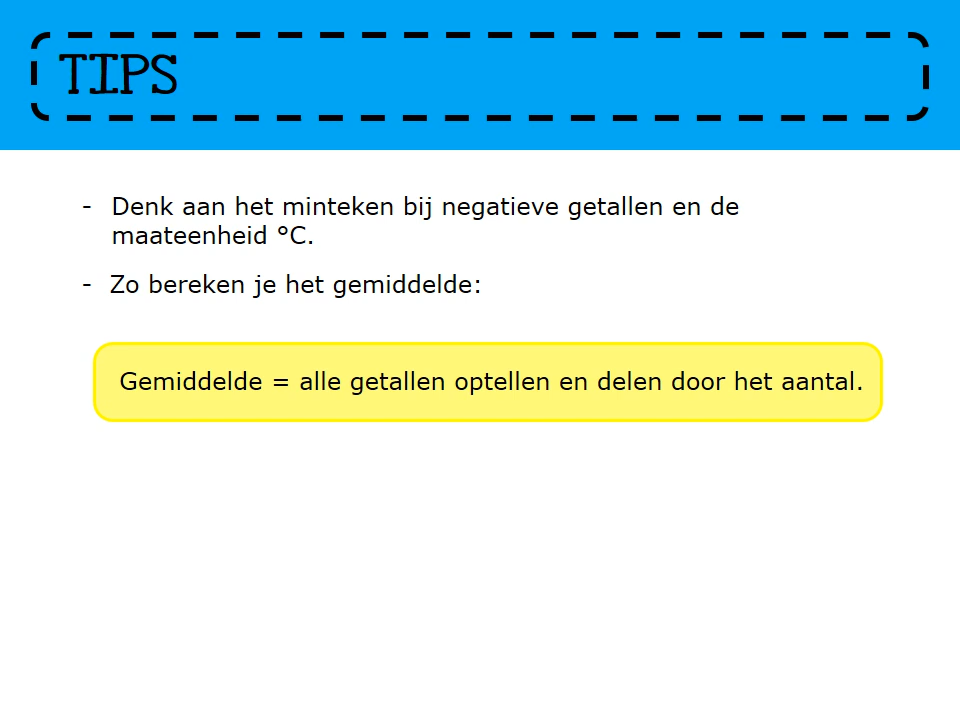 TIPS
- Denk aan het minteken bij negatieve getallen en de
maateenheid °C.
- Zo bereken je het gemiddelde:
Gemiddelde = alle getallen optellen en delen door het aantal.